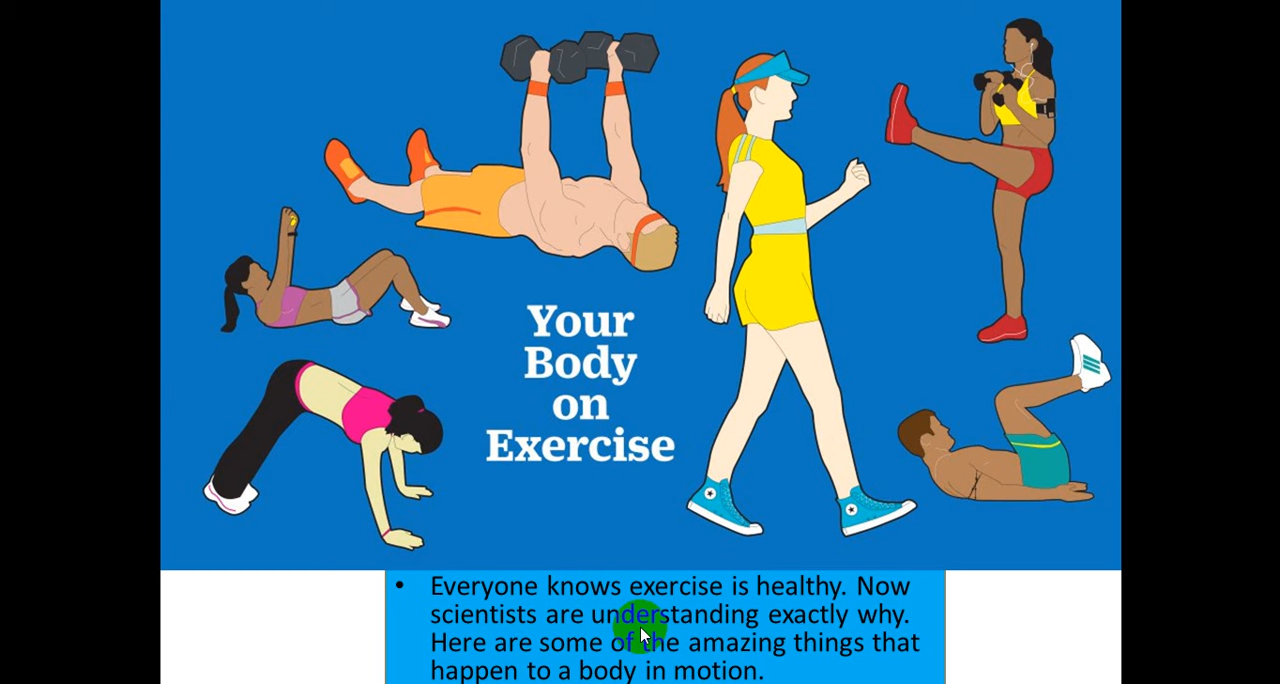 Your
Body
on
Exercise
• Everyone knows exercise is healthy. Now
scientists are understanding exactly why.
Here are some of the amazing things that
happen to a body in motion.